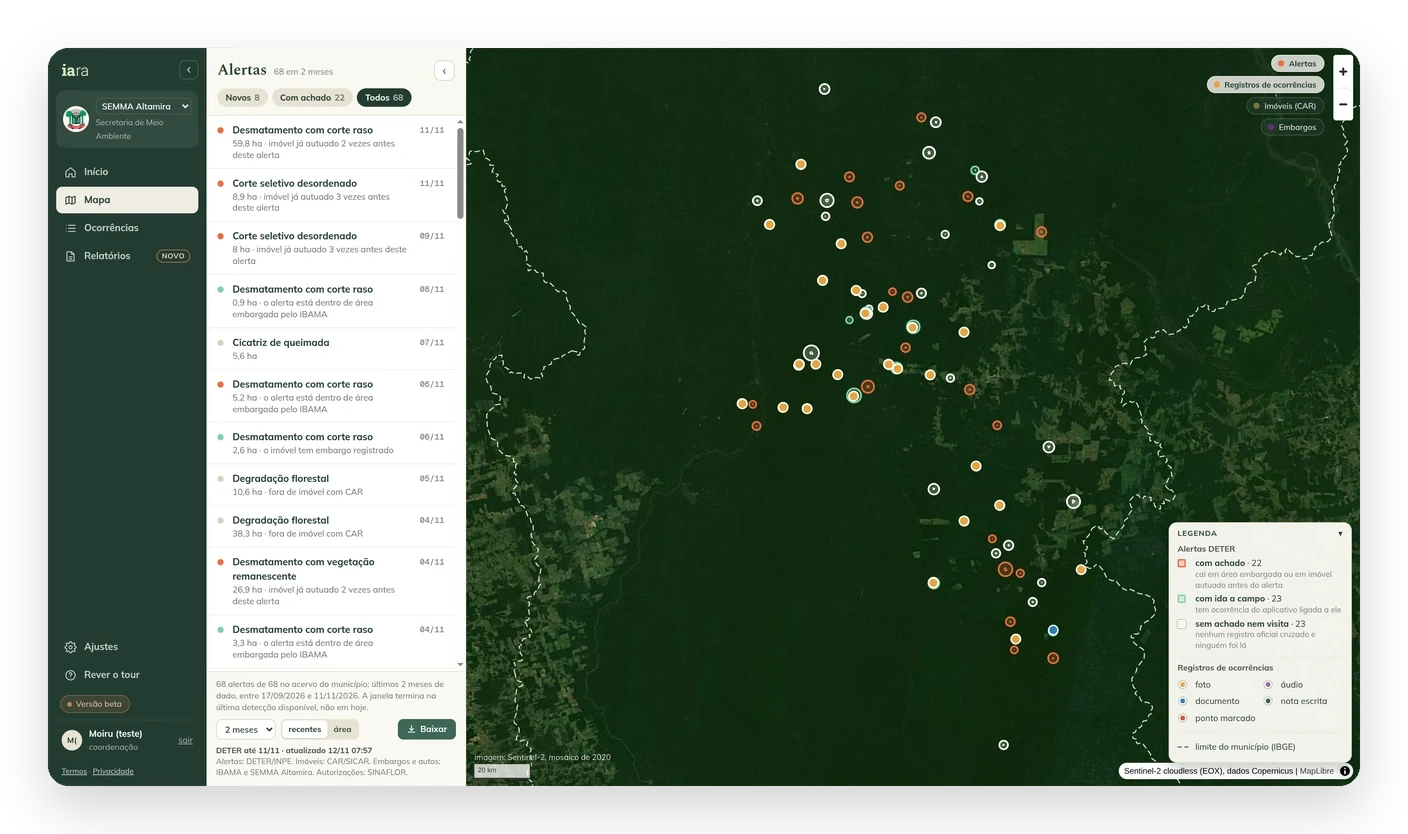 iara
SEMMA Altamira
Secretaria de Meio
Ambiente
Início
Mapa
Ocorrências
Relatórios NOVO
Ajustes
Rever o tour
Versão beta
M( Moiru (teste)
coordenação
sair
Termos · Privacidade
Alertas 68 em 2 meses
Novos 8 Com achado 22 Todos 68
Desmatamento com corte raso 11/11
59,8 ha · imóvel já autuado 2 vezes antes
deste alerta
Corte seletivo desordenado 11/11
8,9 ha · imóvel já autuado 3 vezes antes
deste alerta
Corte seletivo desordenado 09/11
8 ha · imóvel já autuado 3 vezes antes deste
alerta
Desmatamento com corte raso 08/11
0,9 ha · o alerta está dentro de área
embargada pelo IBAMA
Cicatriz de queimada 07/11
5,6 ha
Desmatamento com corte raso 06/11
5,2 ha · o alerta está dentro de área
embargada pelo IBAMA
Desmatamento com corte raso 06/11
2,6 ha · o imóvel tem embargo registrado
Degradação florestal 05/11
10,6 ha · fora de imóvel com CAR
Degradação florestal 04/11
38,3 ha · fora de imóvel com CAR
Desmatamento com vegetação 04/11
remanescente
26,9 ha · imóvel já autuado 2 vezes antes
deste alerta
Desmatamento com corte raso 04/11
3,3 ha · o alerta está dentro de área
embargada pelo IBAMA
68 alertas de 68 no acervo do município: últimos 2 meses de
dado, entre 17/09/2026 e 11/11/2026. A janela termina na
última detecção disponível, não em hoje.
2 meses recentes área Baixar
DETER até 11/11 · atualizado 12/11 07:57
Alertas: DETER/INPE. Imóveis: CAR/SICAR. Embargos e autos:
IBAMA e SEMMA Altamira. Autorizações: SINAFLOR.
Alertas
Registros de ocorrências
Imóveis (CAR)
Embargos
+
−
LEGENDA
Alertas DETER
com achado · 22
cai em área embargada ou em imóvel
autuado antes do alerta
com ida a campo · 23
tem ocorrência do aplicativo ligada a ele
sem achado nem visita · 23
nenhum registro oficial cruzado e
ninguém foi lá
Registros de ocorrências
foto áudio
documento nota escrita
ponto marcado
limite do município (IBGE)
imagem: Sentinel-2, mosaico de 2020
20 km
Sentinel-2 cloudless (EOX), dados Copernicus | MapLibre